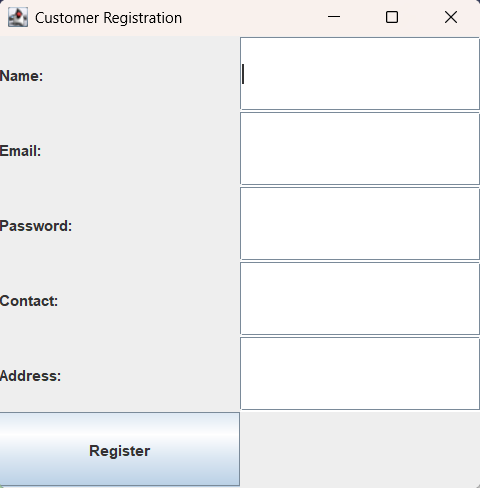 Customer Registration
Name:
Email:
Password:
Contact:
Address:
Register